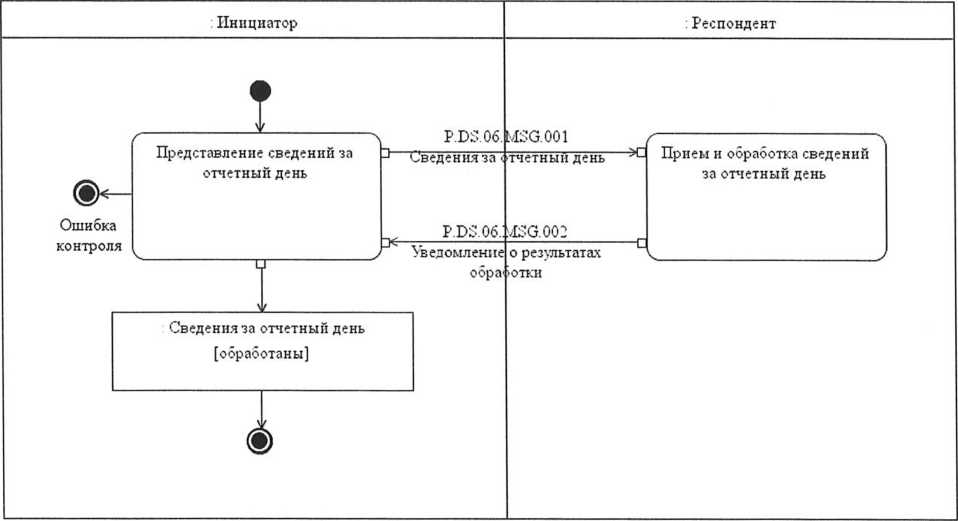 : Инициатор
: Респондент
Представление сведений за
отчетный день
P.DS.06.MSG.001
Сведения за отчетный день
Прием и обработка сведений
за отчетный день
Ошибка
контроля
P.DS.06.MSG.002
Уведомление о результатах
обработки
: Сведения за отчетный день
[обработаны]